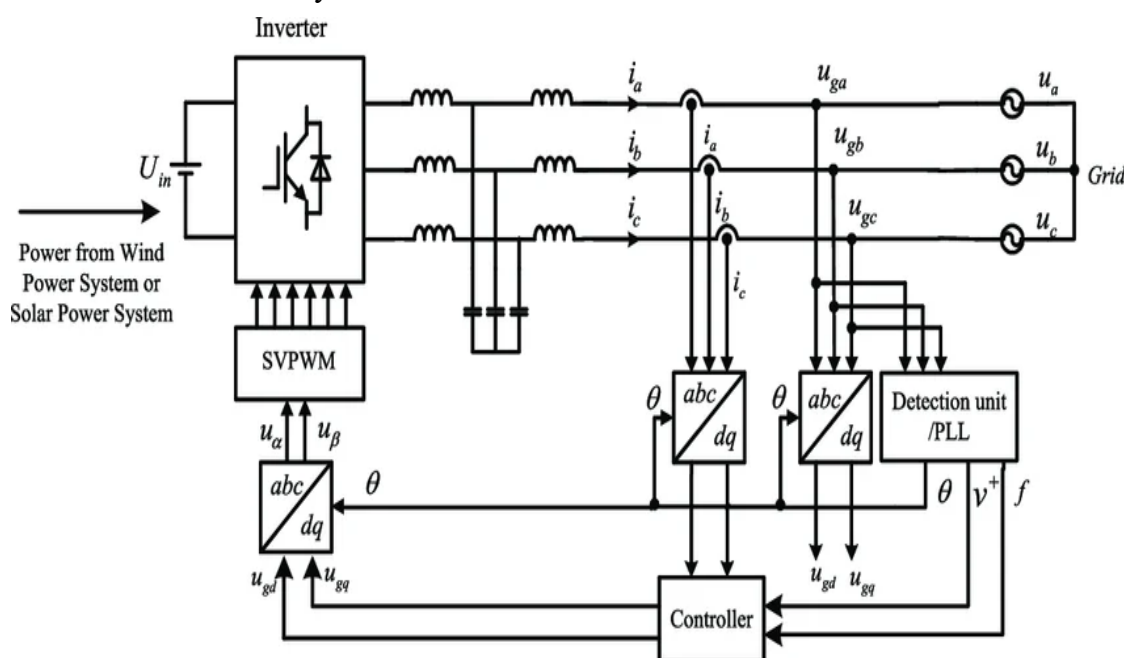 Inverter
i_a
u_ga
u_a
i_a
U_in
i_b
u_gb
u_b
Grid
i_b
i_c
u_gc
u_c
Power from Wind
Power System or
Solar Power System
i_c
SVPWM
abc
dq
θ
abc
dq
θ
Detection unit
/PLL
u_α
u_β
abc
dq
θ
θ
v⁺
f
u_gd
u_gq
u_gd
u_gq
Controller